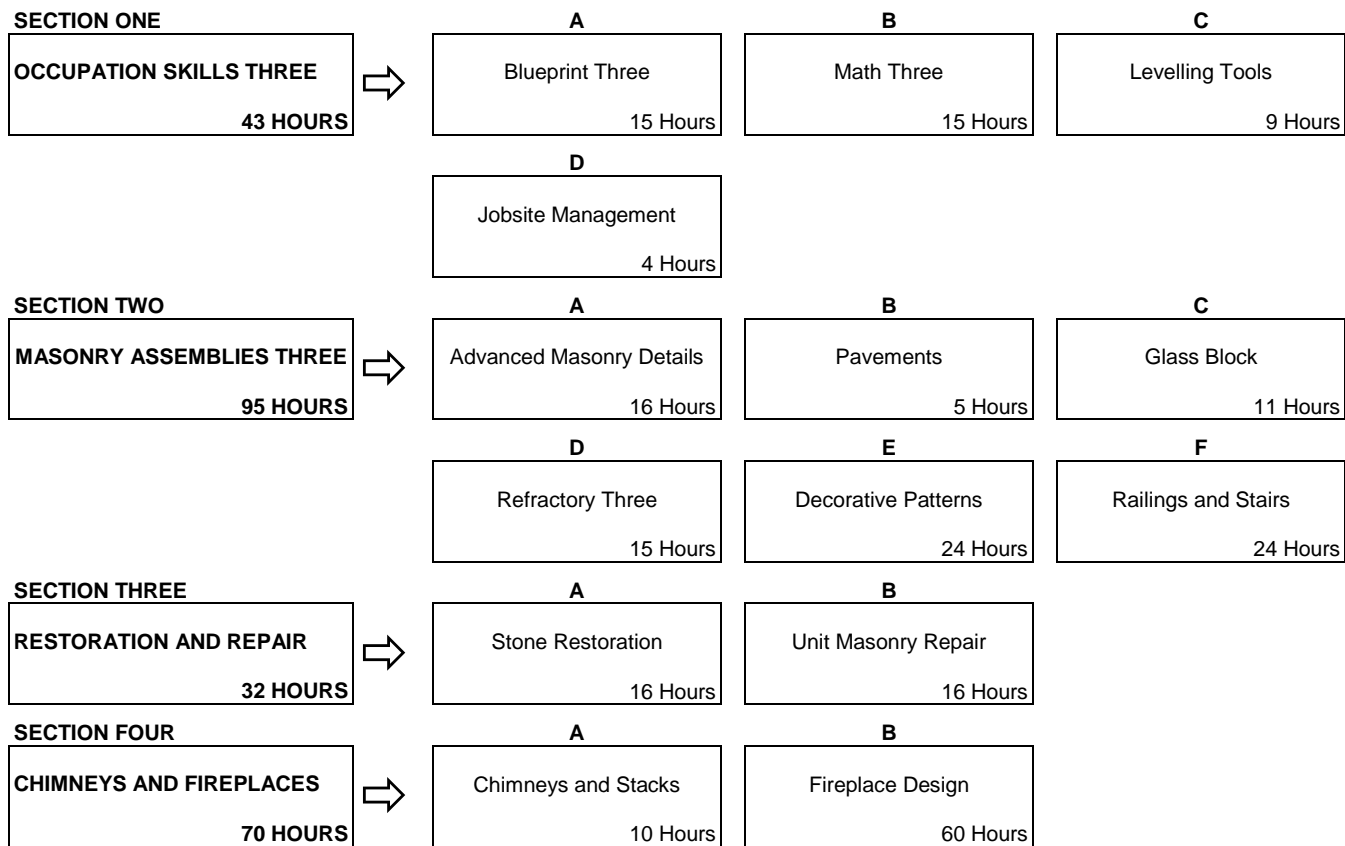 SECTION ONE A B C
OCCUPATION SKILLS THREE Blueprint Three Math Three Levelling Tools
43 HOURS 15 Hours 15 Hours 9 Hours
D
Jobsite Management
4 Hours
SECTION TWO A B C
MASONRY ASSEMBLIES THREE Advanced Masonry Details Pavements Glass Block
95 HOURS 16 Hours 5 Hours 11 Hours
D E F
Refractory Three Decorative Patterns Railings and Stairs
15 Hours 24 Hours 24 Hours
SECTION THREE A B
RESTORATION AND REPAIR Stone Restoration Unit Masonry Repair
32 HOURS 16 Hours 16 Hours
SECTION FOUR A B
CHIMNEYS AND FIREPLACES Chimneys and Stacks Fireplace Design
70 HOURS 10 Hours 60 Hours